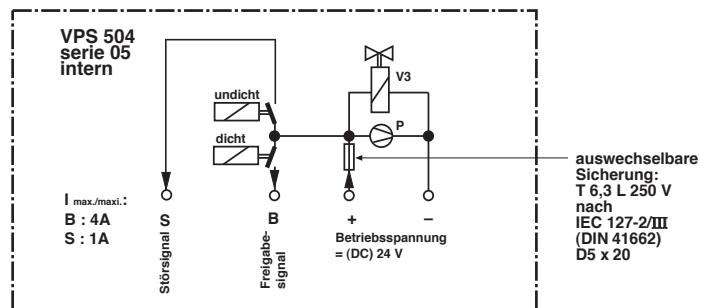 VPS 504
serie 05
intern
undicht
dicht
V3
P
I max./maxi.:
B : 4A
S : 1A
S
B
+
–
Störsignal
Freigabe-
signal
Betriebsspannung
= (DC) 24 V
auswechselbare
Sicherung:
T 6,3 L 250 V
nach
IEC 127-2/III
(DIN 41662)
D5 x 20